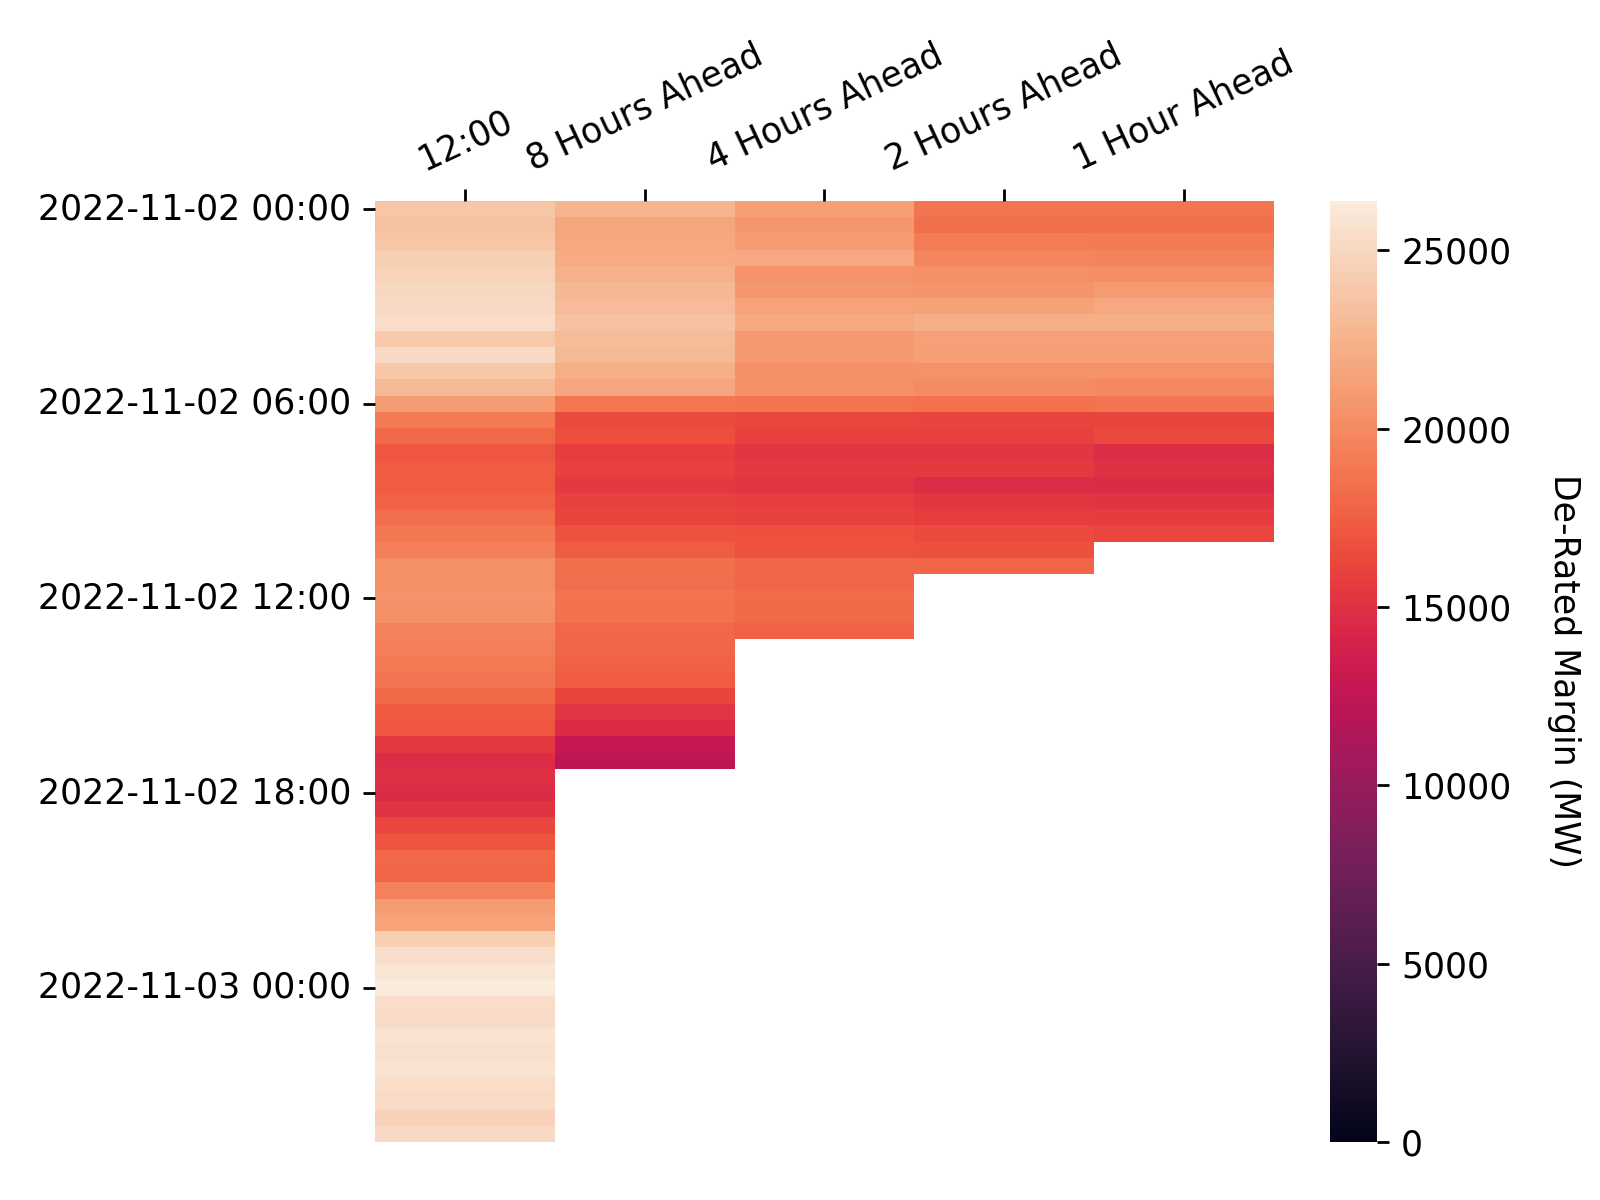 12:00
8 Hours Ahead
4 Hours Ahead
2 Hours Ahead
1 Hour Ahead
2022-11-02 00:00
2022-11-02 06:00
2022-11-02 12:00
2022-11-02 18:00
2022-11-03 00:00
25000
20000
15000
10000
5000
0
De-Rated Margin (MW)